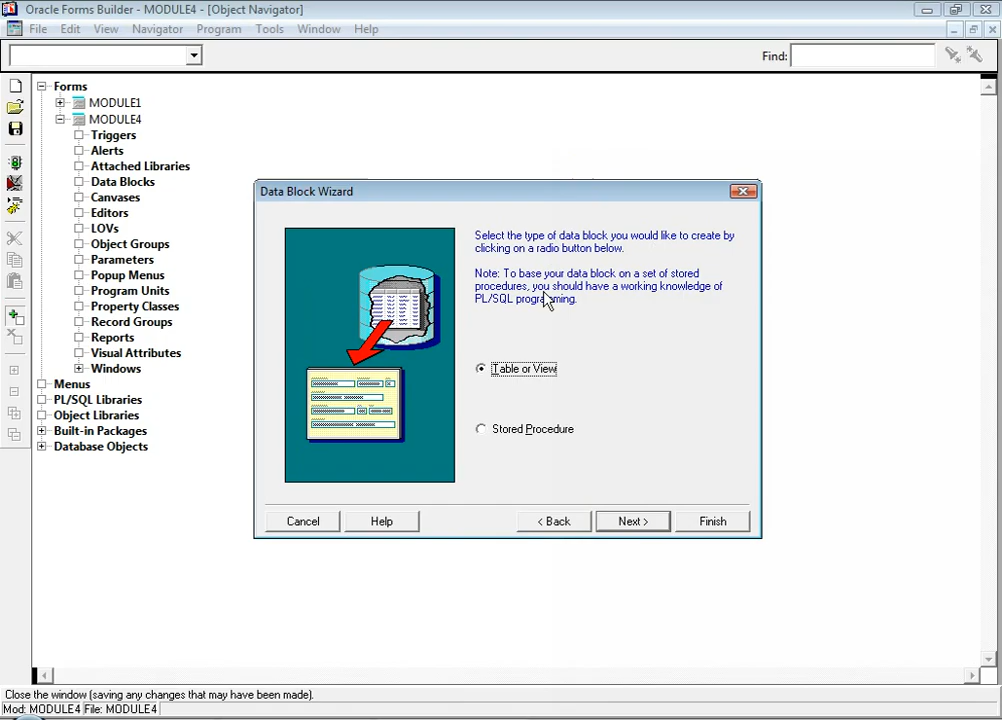 Oracle Forms Builder - MODULE4 - [Object Navigator]
File Edit View Navigator Program Tools Window Help
Find:
Forms
MODULE1
MODULE4
Triggers
Alerts
Attached Libraries
Data Blocks
Canvases
Editors
LOVs
Object Groups
Parameters
Popup Menus
Program Units
Property Classes
Record Groups
Reports
Visual Attributes
Windows
Menus
PL/SQL Libraries
Object Libraries
Built-in Packages
Database Objects
Data Block Wizard
Select the type of data block you would like to create by
clicking on a radio button below.
Note: To base your data block on a set of stored
procedures, you should have a working knowledge of
PL/SQL programming.
Table or View
Stored Procedure
Cancel Help < Back Next > Finish
Close the window (saving any changes that may have been made).
Mod: MODULE4 File: MODULE4